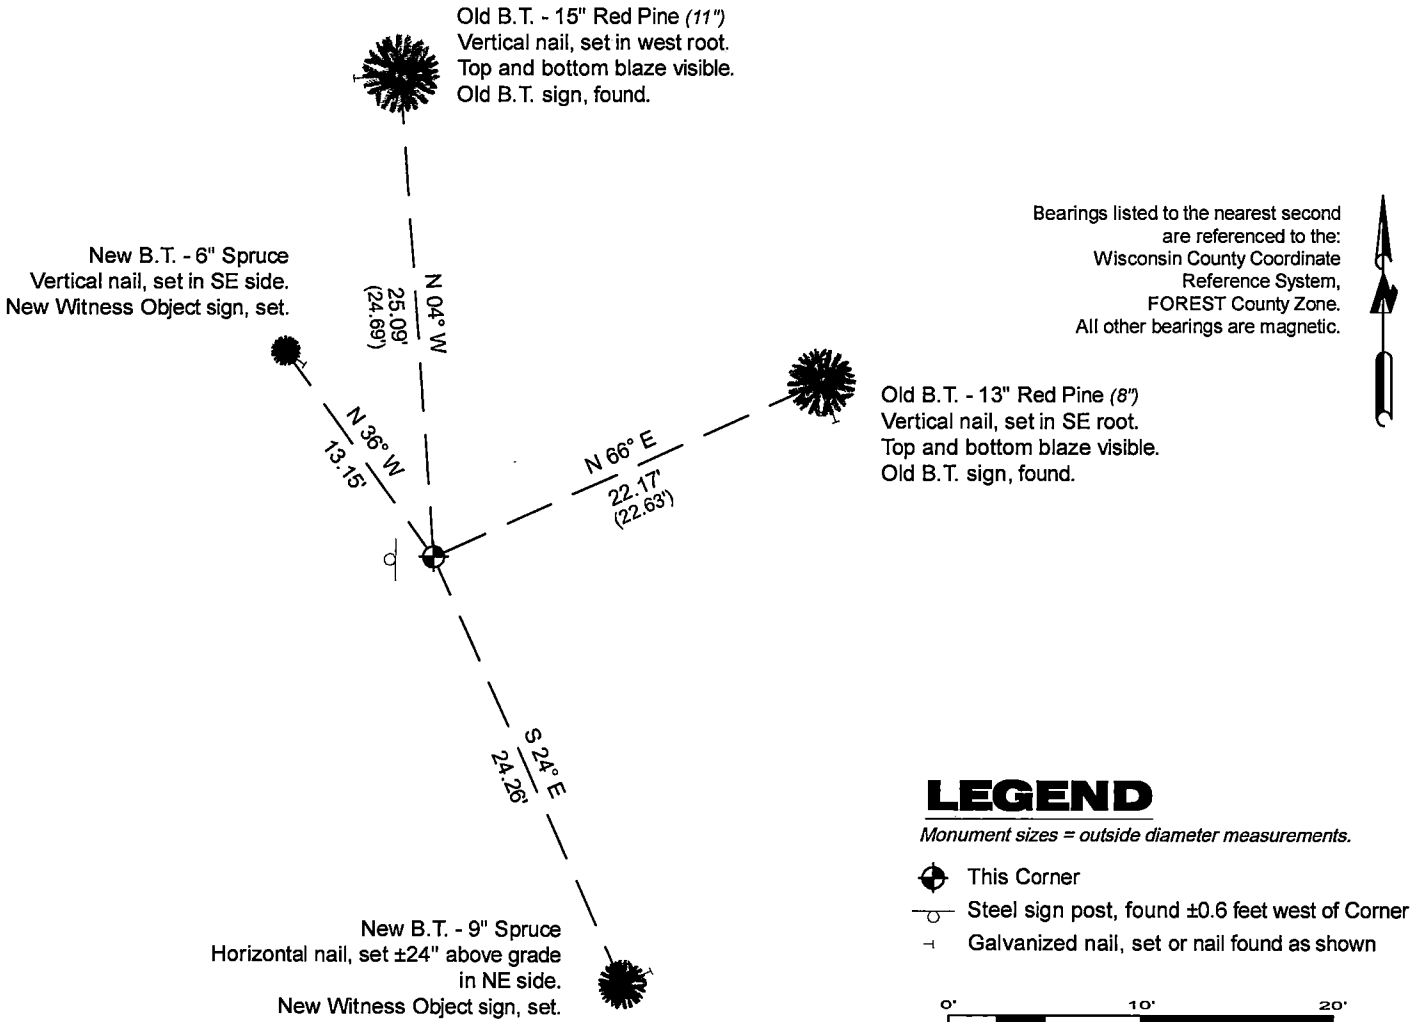 Old B.T. - 15" Red Pine (11")
Vertical nail, set in west root.
Top and bottom blaze visible.
Old B.T. sign, found.
Bearings listed to the nearest second
are referenced to the:
Wisconsin County Coordinate
Reference System,
FOREST County Zone.
All other bearings are magnetic.
New B.T. - 6" Spruce
Vertical nail, set in SE side.
New Witness Object sign, set.
N 04° W
25.09'
(24.69')
N 36° W
13.15'
N 66° E
22.17'
(22.63')
Old B.T. - 13" Red Pine (8")
Vertical nail, set in SE root.
Top and bottom blaze visible.
Old B.T. sign, found.
S 24° E
24.26'
New B.T. - 9" Spruce
Horizontal nail, set ±24" above grade
in NE side.
New Witness Object sign, set.
LEGEND
Monument sizes = outside diameter measurements.
This Corner
Steel sign post, found ±0.6 feet west of Corner
Galvanized nail, set or nail found as shown
0' 10' 20'